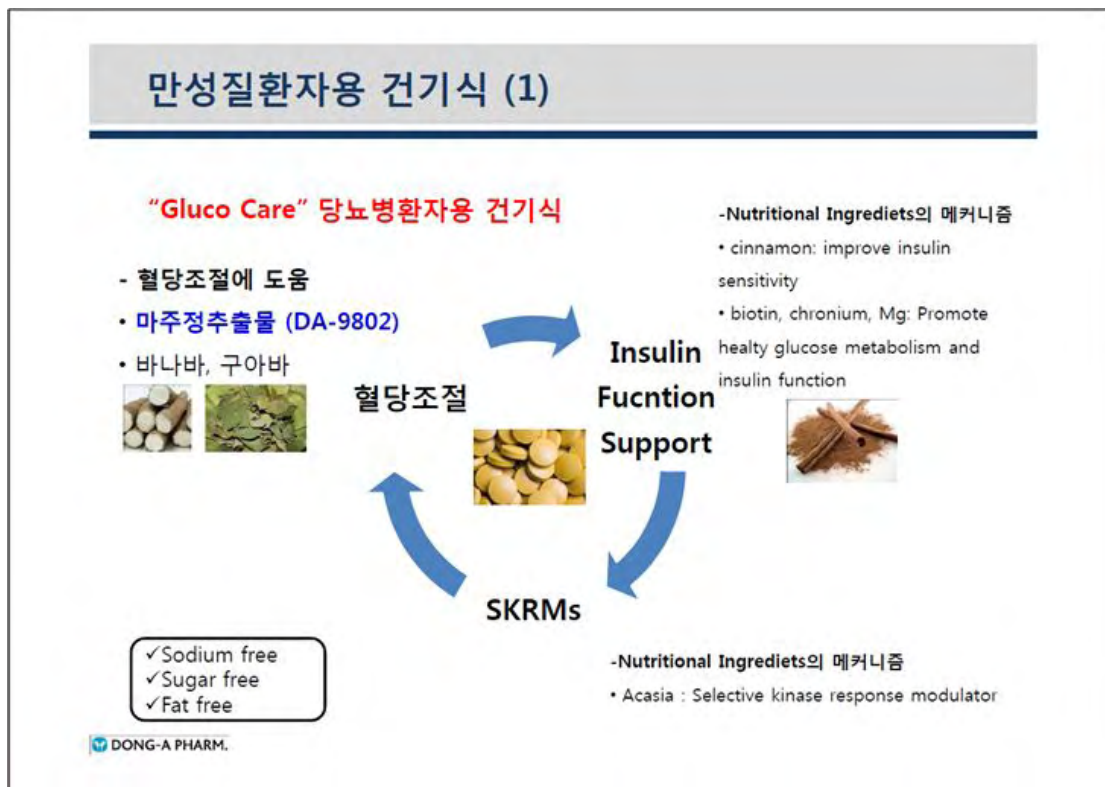 만성질환자용 건기식 (1)
“Gluco Care” 당뇨병환자용 건기식
- 혈당조절에 도움
• 마주정추출물 (DA-9802)
• 바나바, 구아바
혈당조절
Insulin
Fucntion
Support
-Nutritional Ingrediets의 메커니즘
• cinnamon: improve insulin
sensitivity
• biotin, chronium, Mg: Promote
healty glucose metabolism and
insulin function
SKRMs
-Nutritional Ingrediets의 메커니즘
• Acasia : Selective kinase response modulator
✓Sodium free
✓Sugar free
✓Fat free
DONG-A PHARM.